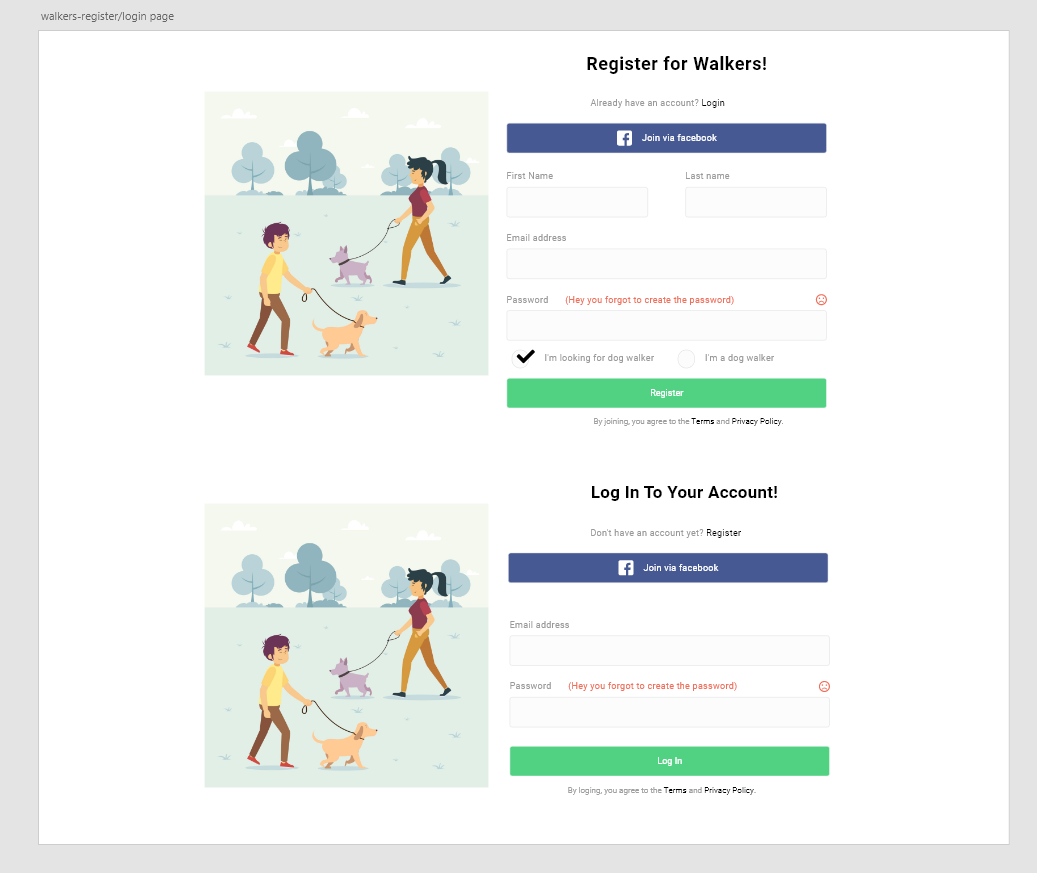 walkers-register/login page
Register for Walkers!
Already have an account? Login
Join via facebook
First Name Last name
Email address
Password (Hey you forgot to create the password)
I'm looking for dog walker I'm a dog walker
Register
By joining, you agree to the Terms and Privacy Policy.
Log In To Your Account!
Don't have an account yet? Register
Join via facebook
Email address
Password (Hey you forgot to create the password)
Log In
By loging, you agree to the Terms and Privacy Policy.